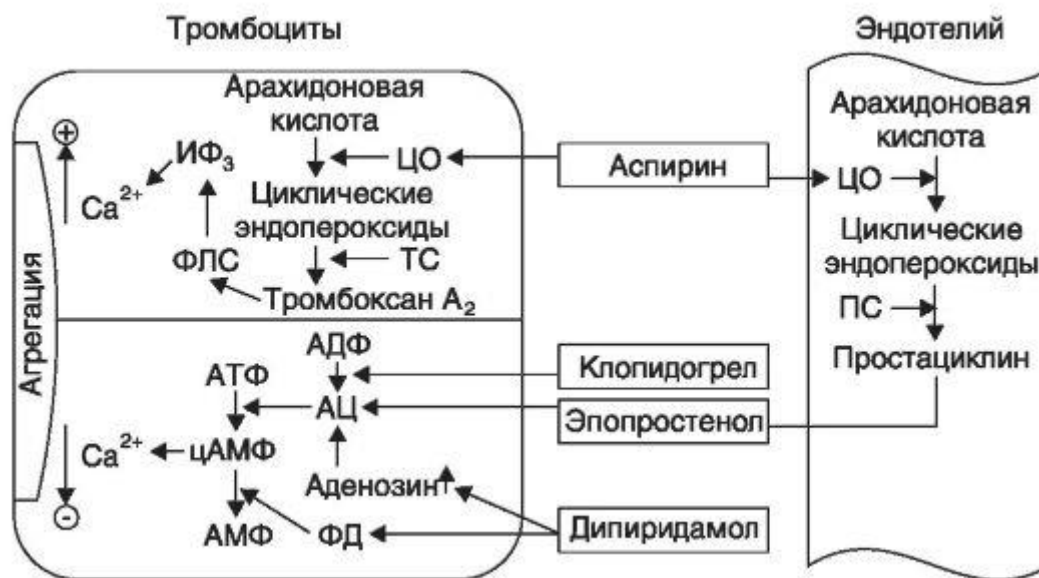 Тромбоциты
Эндотелий
Арахидоновая
кислота
ИФ₃
ЦО
Ca²⁺
Циклические
эндопероксиды
ФЛС
ТС
Тромбоксан A₂
Агрегация
АДФ
АТФ
АЦ
Ca²⁺
цАМФ
Аденозин
АМФ
ФД
Аспирин
Клопидогрел
Эпопростенол
Дипиридамол
Арахидоновая
кислота
ЦО
Циклические
эндопероксиды
ПС
Простациклин